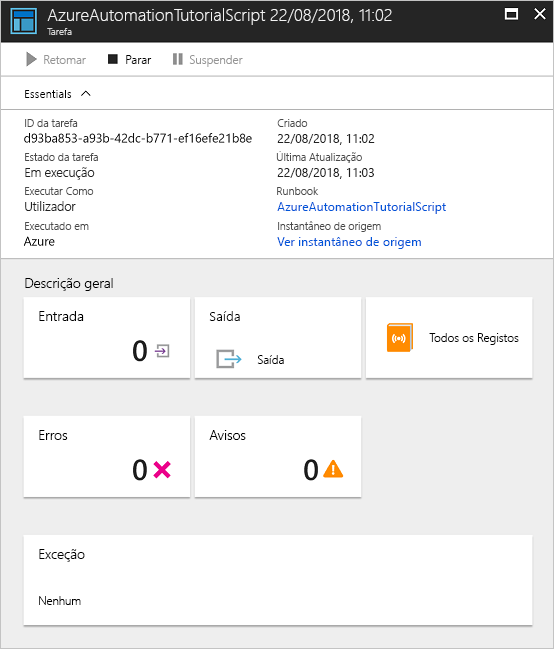 AzureAutomationTutorialScript 22/08/2018, 11:02
Tarefa
Retomar Parar Suspender
Essentials
ID da tarefa
d93ba853-a93b-42dc-b771-ef16efe21b8e
Estado da tarefa
Em execução
Executar Como
Utilizador
Executado em
Azure
Criado
22/08/2018, 11:02
Última Atualização
22/08/2018, 11:03
Runbook
AzureAutomationTutorialScript
Instantâneo de origem
Ver instantâneo de origem
Descrição geral
Entrada
0
Saída
Saída
Todos os Registos
Erros
0
Avisos
0
Exceção
Nenhum